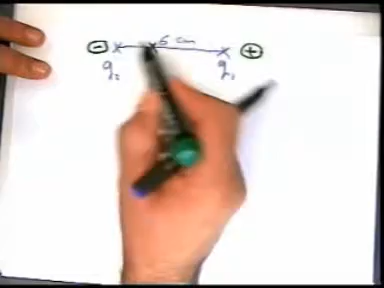 ⊖ × 6 cm × ⊕
q₂ q₁